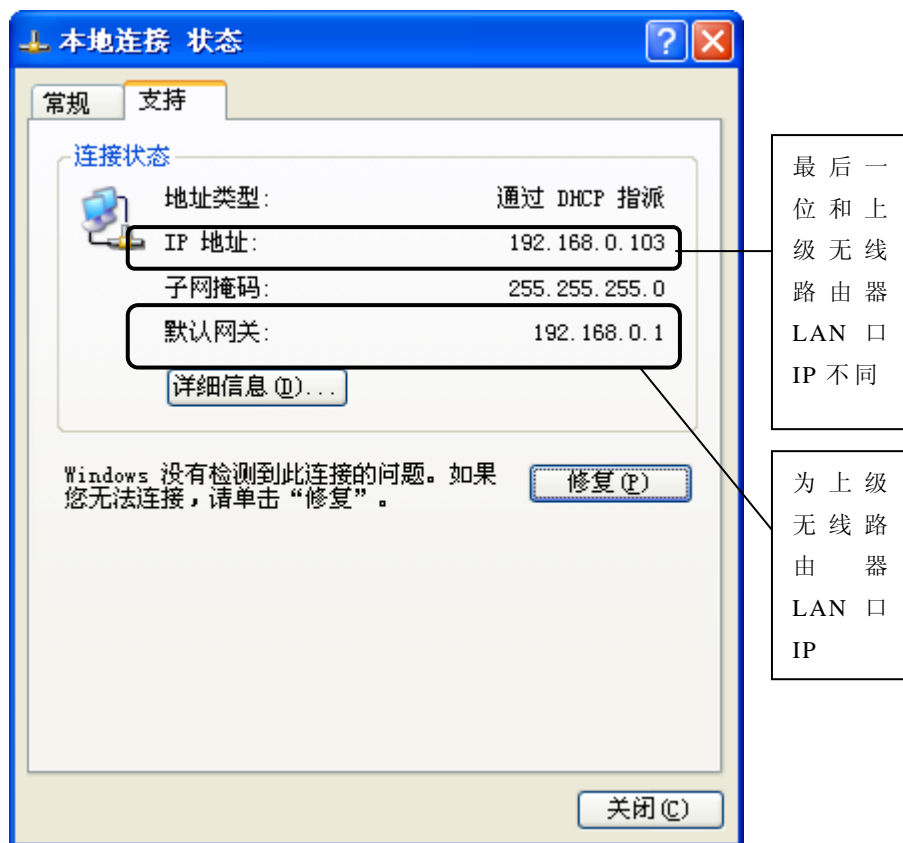 本地连接 状态
常规 支持
连接状态
地址类型: 通过 DHCP 指派
IP 地址: 192.168.0.103
子网掩码: 255.255.255.0
默认网关: 192.168.0.1
详细信息(D)...
Windows 没有检测到此连接的问题。如果
您无法连接，请单击“修复”。
修复(P)
关闭(C)
最后一
位和上
级无线
路由器
LAN 口
IP 不同
为上级
无线路
由器
LAN 口
IP